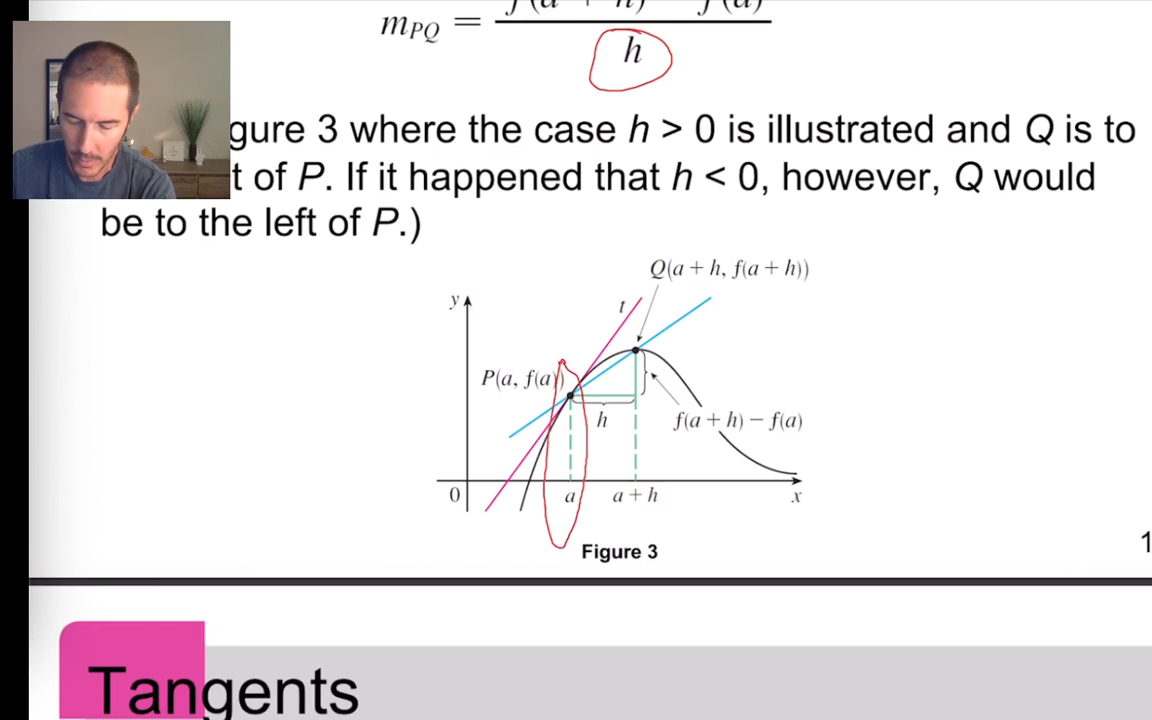 mPQ = f(a + h) − f(a)
h
gure 3 where the case h > 0 is illustrated and Q is to
t of P. If it happened that h < 0, however, Q would
be to the left of P.)
Q(a + h, f(a + h))
y
t
P(a, f(a))
h
f(a + h) − f(a)
0
a
a + h
x
Figure 3
1
Tangents